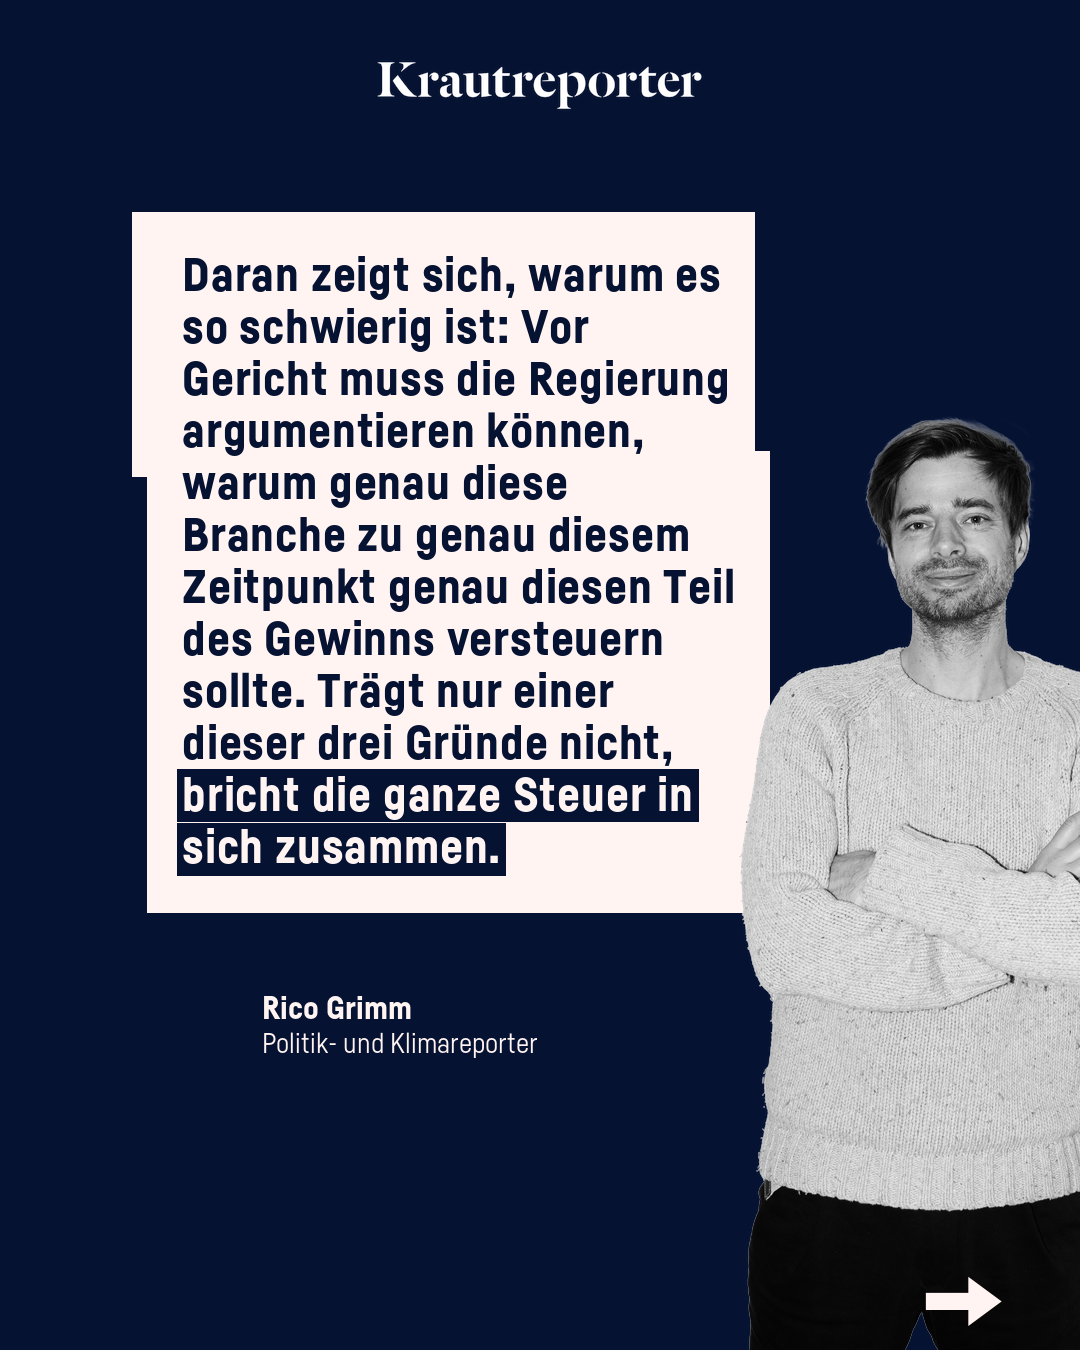 Krautreporter
Daran zeigt sich, warum es
so schwierig ist: Vor
Gericht muss die Regierung
argumentieren können,
warum genau diese
Branche zu genau diesem
Zeitpunkt genau diesen Teil
des Gewinns versteuern
sollte. Trägt nur einer
dieser drei Gründe nicht,
bricht die ganze Steuer in
sich zusammen.
Rico Grimm
Politik- und Klimareporter